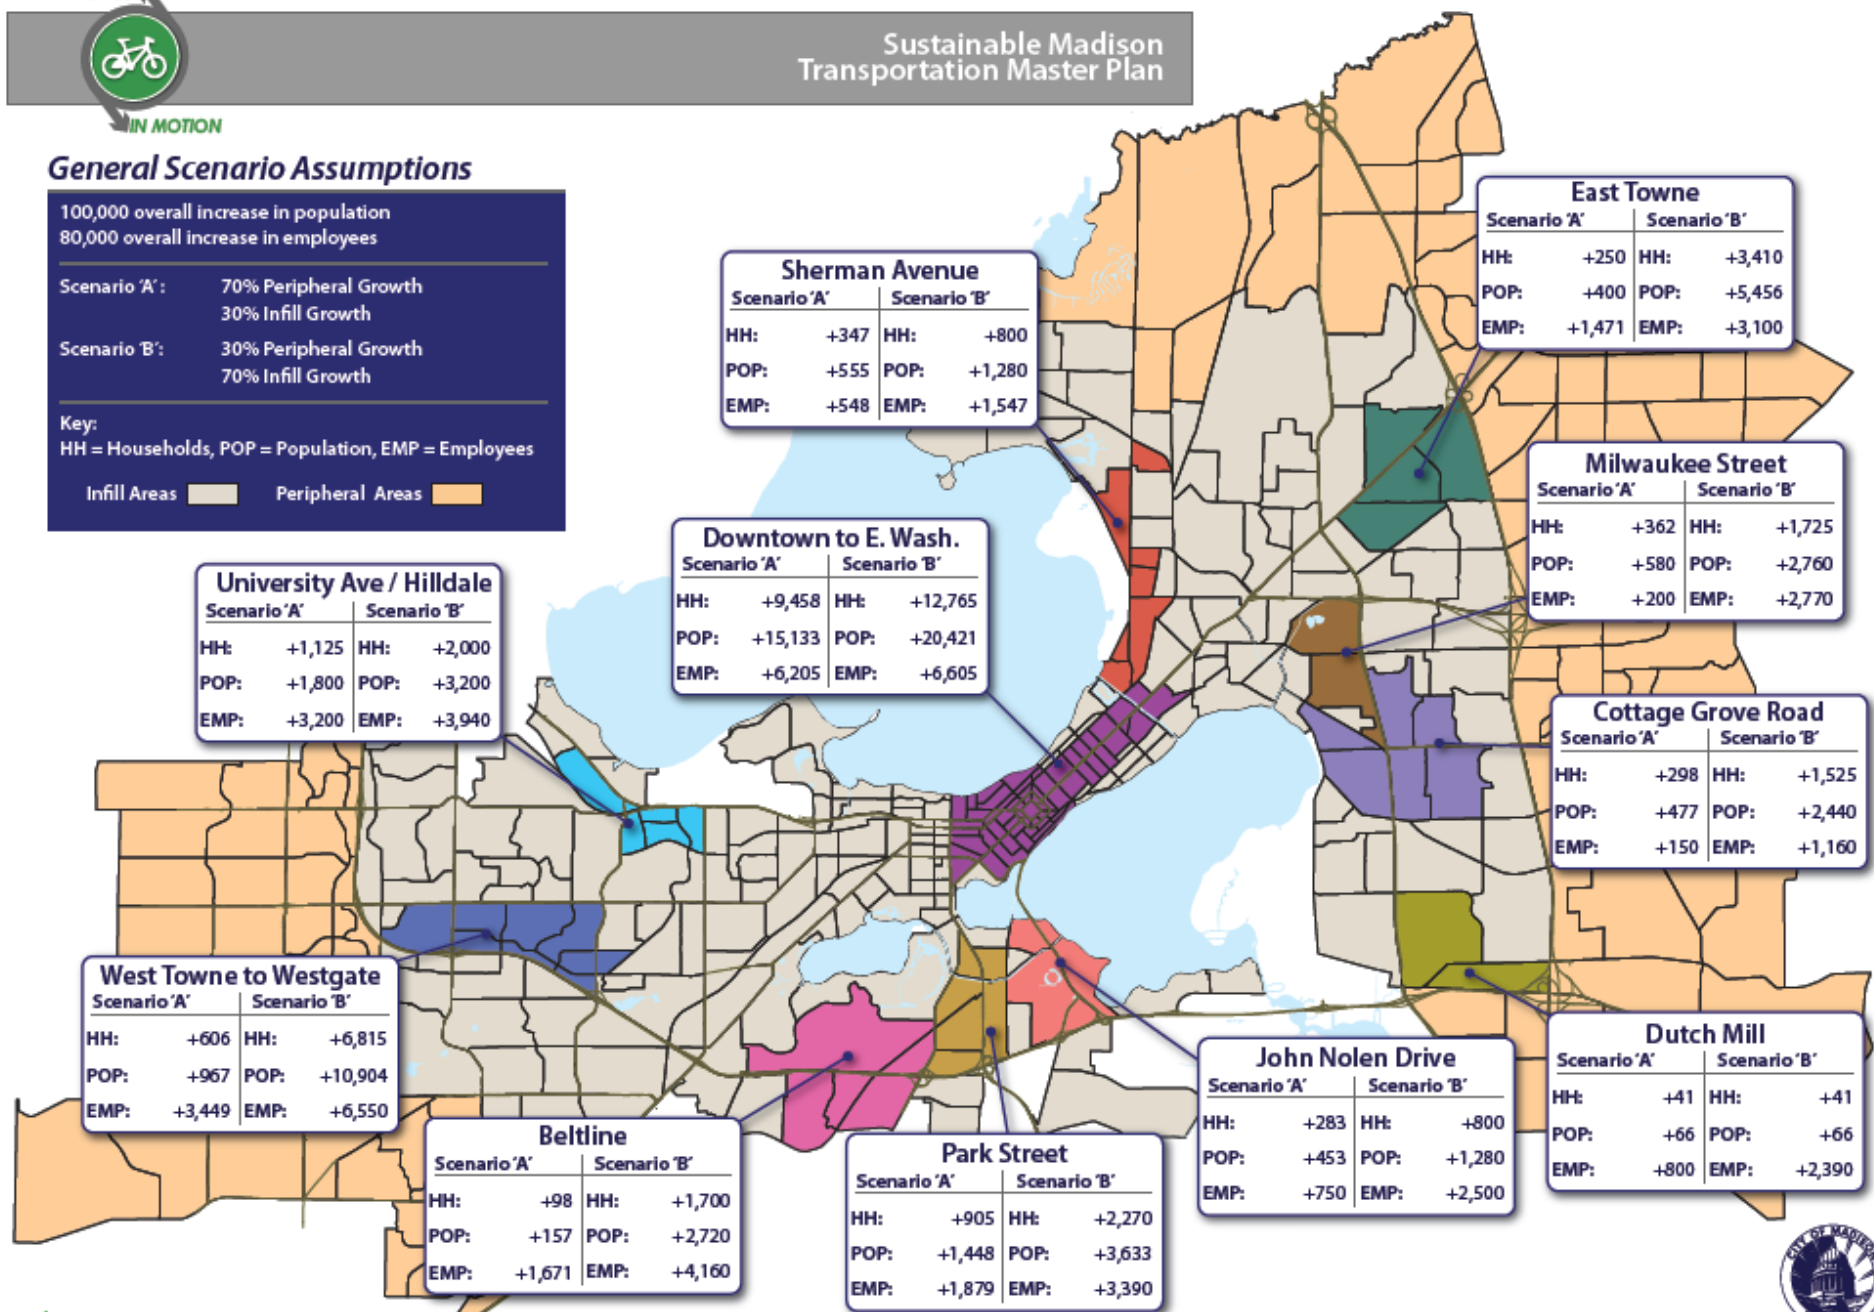 Sustainable Madison
Transportation Master Plan
IN MOTION
General Scenario Assumptions
100,000 overall increase in population
80,000 overall increase in employees
Scenario ‘A’: 70% Peripheral Growth
30% Infill Growth
Scenario ‘B’: 30% Peripheral Growth
70% Infill Growth
Key:
HH = Households, POP = Population, EMP = Employees
Infill Areas Peripheral Areas
East Towne
Scenario ‘A’ Scenario ‘B’
HH: +250 HH: +3,410
POP: +400 POP: +5,456
EMP: +1,471 EMP: +3,100
Sherman Avenue
Scenario ‘A’ Scenario ‘B’
HH: +347 HH: +800
POP: +555 POP: +1,280
EMP: +548 EMP: +1,547
Milwaukee Street
Scenario ‘A’ Scenario ‘B’
HH: +362 HH: +1,725
POP: +580 POP: +2,760
EMP: +200 EMP: +2,770
Downtown to E. Wash.
Scenario ‘A’ Scenario ‘B’
HH: +9,458 HH: +12,765
POP: +15,133 POP: +20,421
EMP: +6,205 EMP: +6,605
University Ave / Hilldale
Scenario ‘A’ Scenario ‘B’
HH: +1,125 HH: +2,000
POP: +1,800 POP: +3,200
EMP: +3,200 EMP: +3,940
Cottage Grove Road
Scenario ‘A’ Scenario ‘B’
HH: +298 HH: +1,525
POP: +477 POP: +2,440
EMP: +150 EMP: +1,160
West Towne to Westgate
Scenario ‘A’ Scenario ‘B’
HH: +606 HH: +6,815
POP: +967 POP: +10,904
EMP: +3,449 EMP: +6,550
Dutch Mill
Scenario ‘A’ Scenario ‘B’
HH: +41 HH: +41
POP: +66 POP: +66
EMP: +800 EMP: +2,390
John Nolen Drive
Scenario ‘A’ Scenario ‘B’
HH: +283 HH: +800
POP: +453 POP: +1,280
EMP: +750 EMP: +2,500
Beltline
Scenario ‘A’ Scenario ‘B’
HH: +98 HH: +1,700
POP: +157 POP: +2,720
EMP: +1,671 EMP: +4,160
Park Street
Scenario ‘A’ Scenario ‘B’
HH: +905 HH: +2,270
POP: +1,448 POP: +3,633
EMP: +1,879 EMP: +3,390
CITY OF MADISON